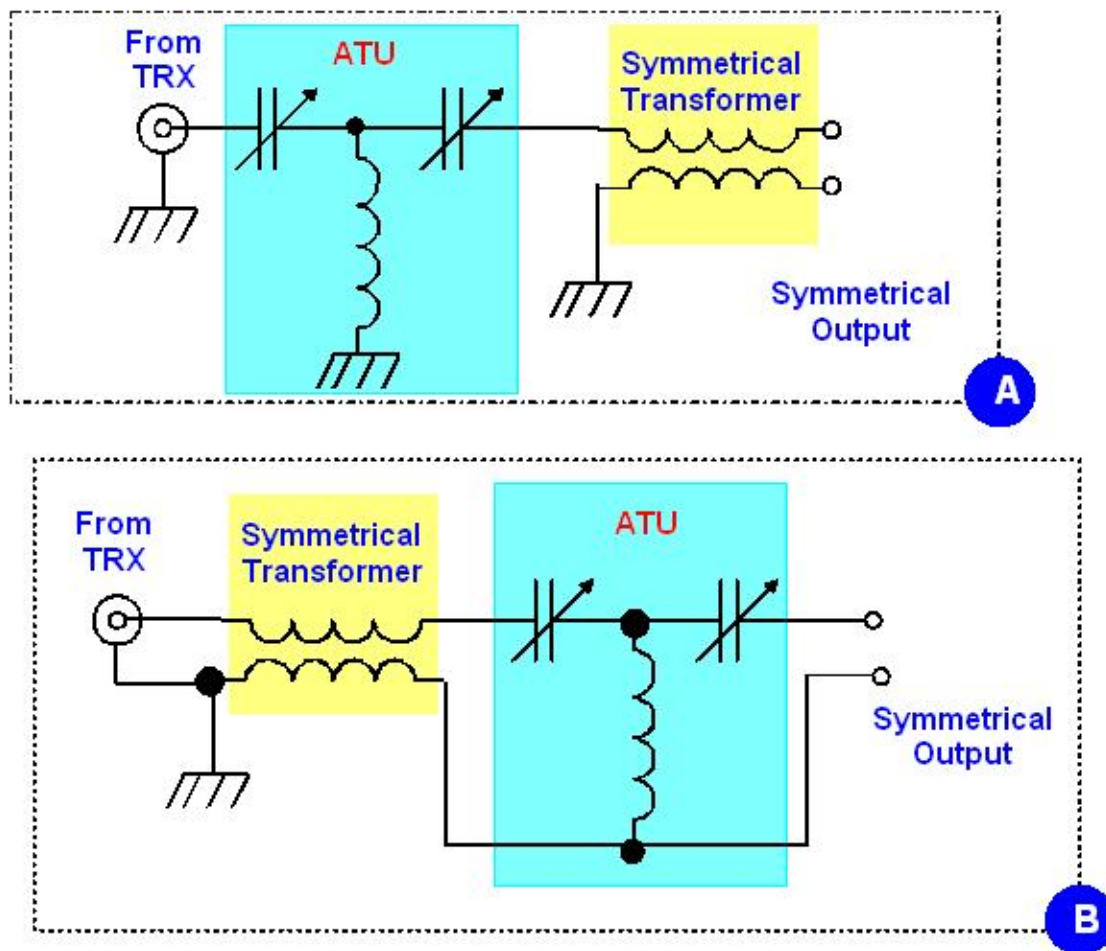 From
TRX
ATU
Symmetrical
Transformer
Symmetrical
Output
A
From
TRX
Symmetrical
Transformer
ATU
Symmetrical
Output
B